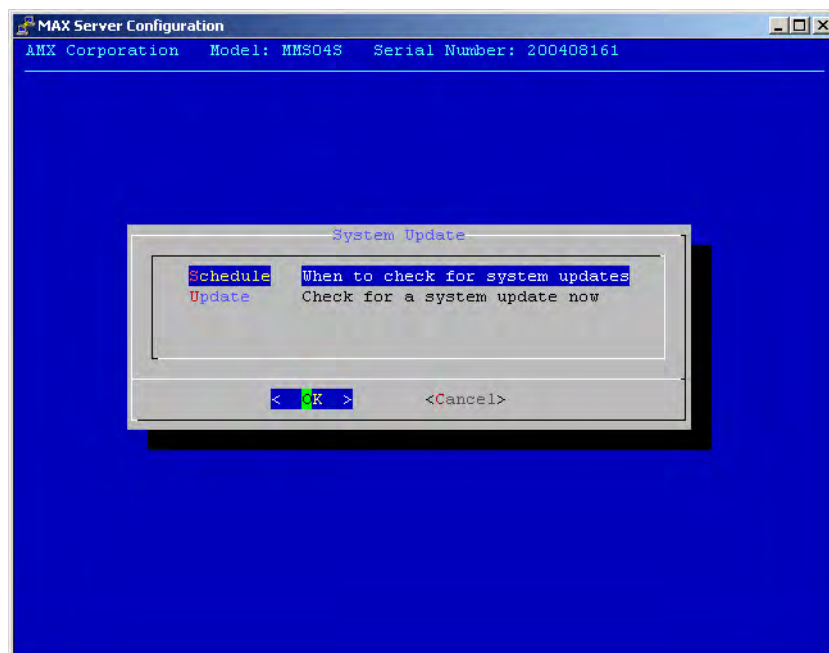 MAX Server Configuration
AMX Corporation Model: MMS04S Serial Number: 200408161
System Update
Schedule When to check for system updates
Update Check for a system update now
< OK > <Cancel>